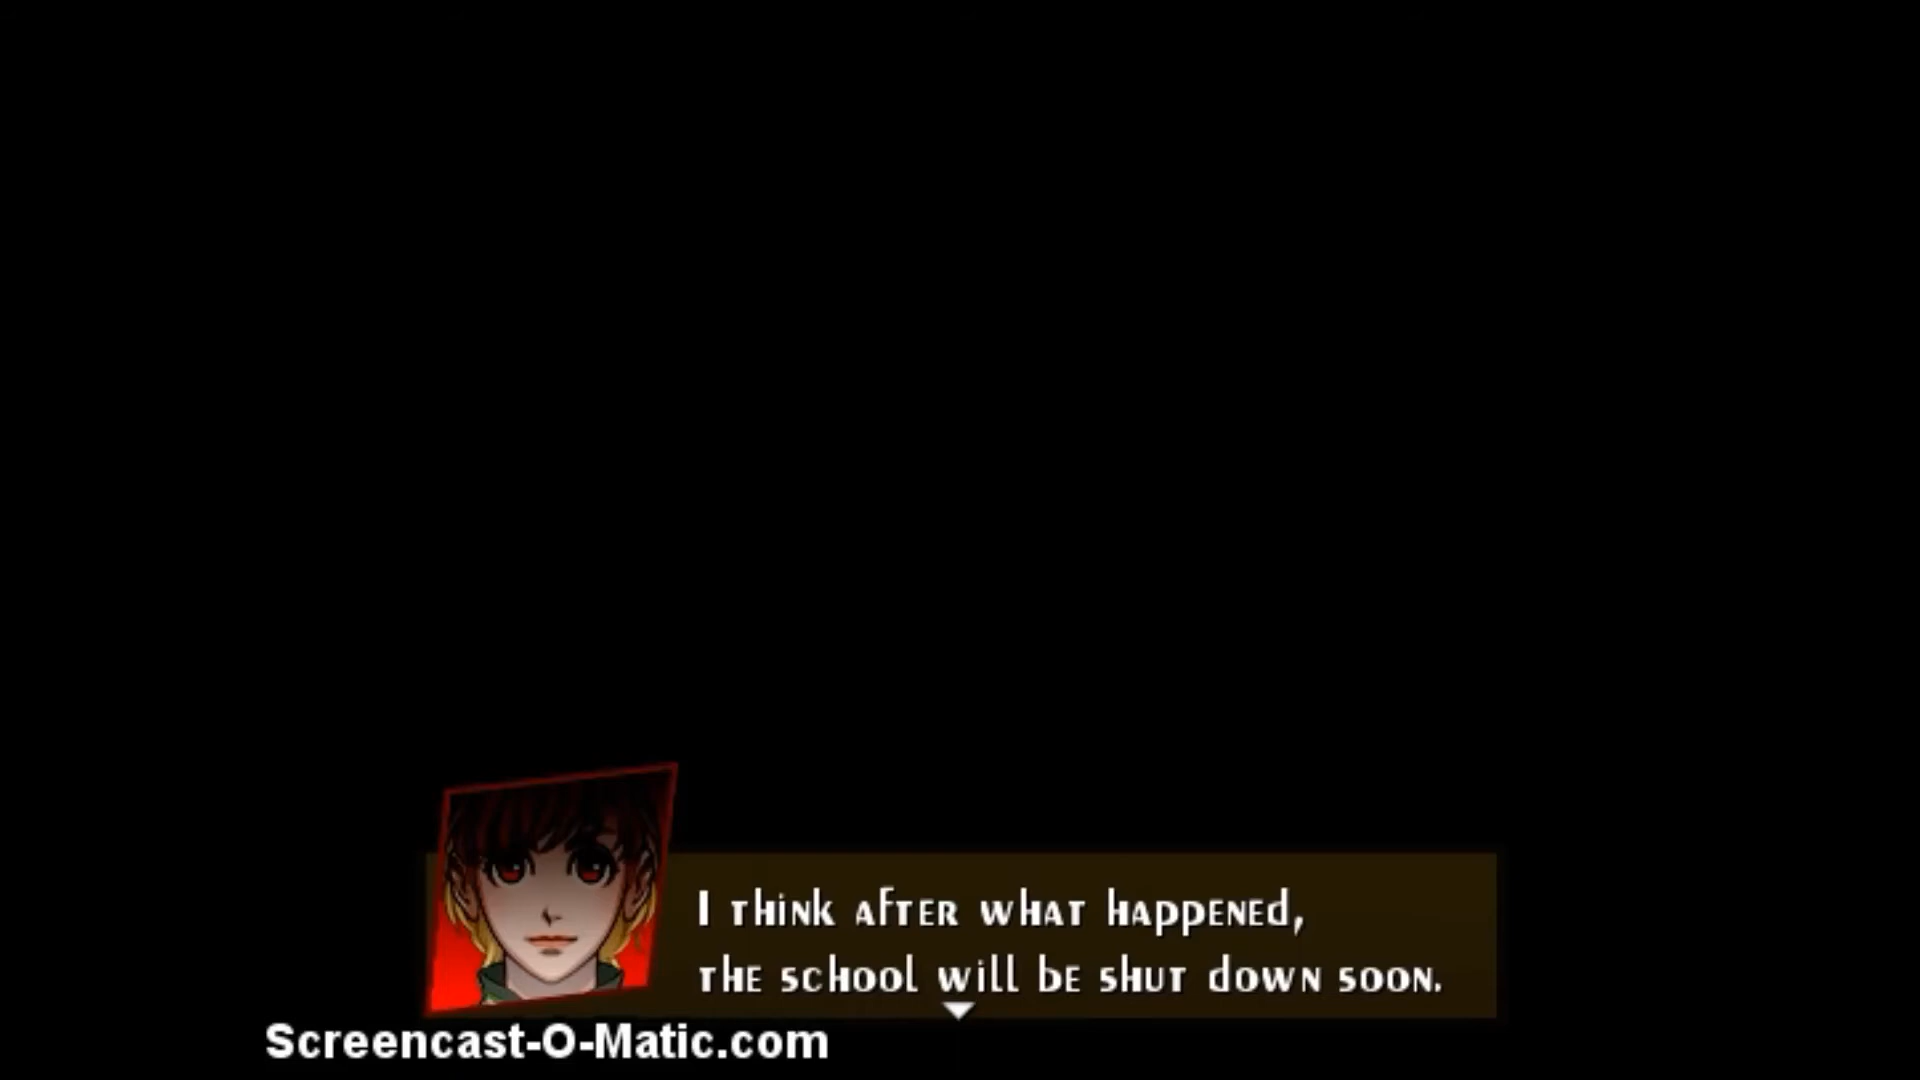 I think after what happened,
the school will be shut down soon.
Screencast-O-Matic.com